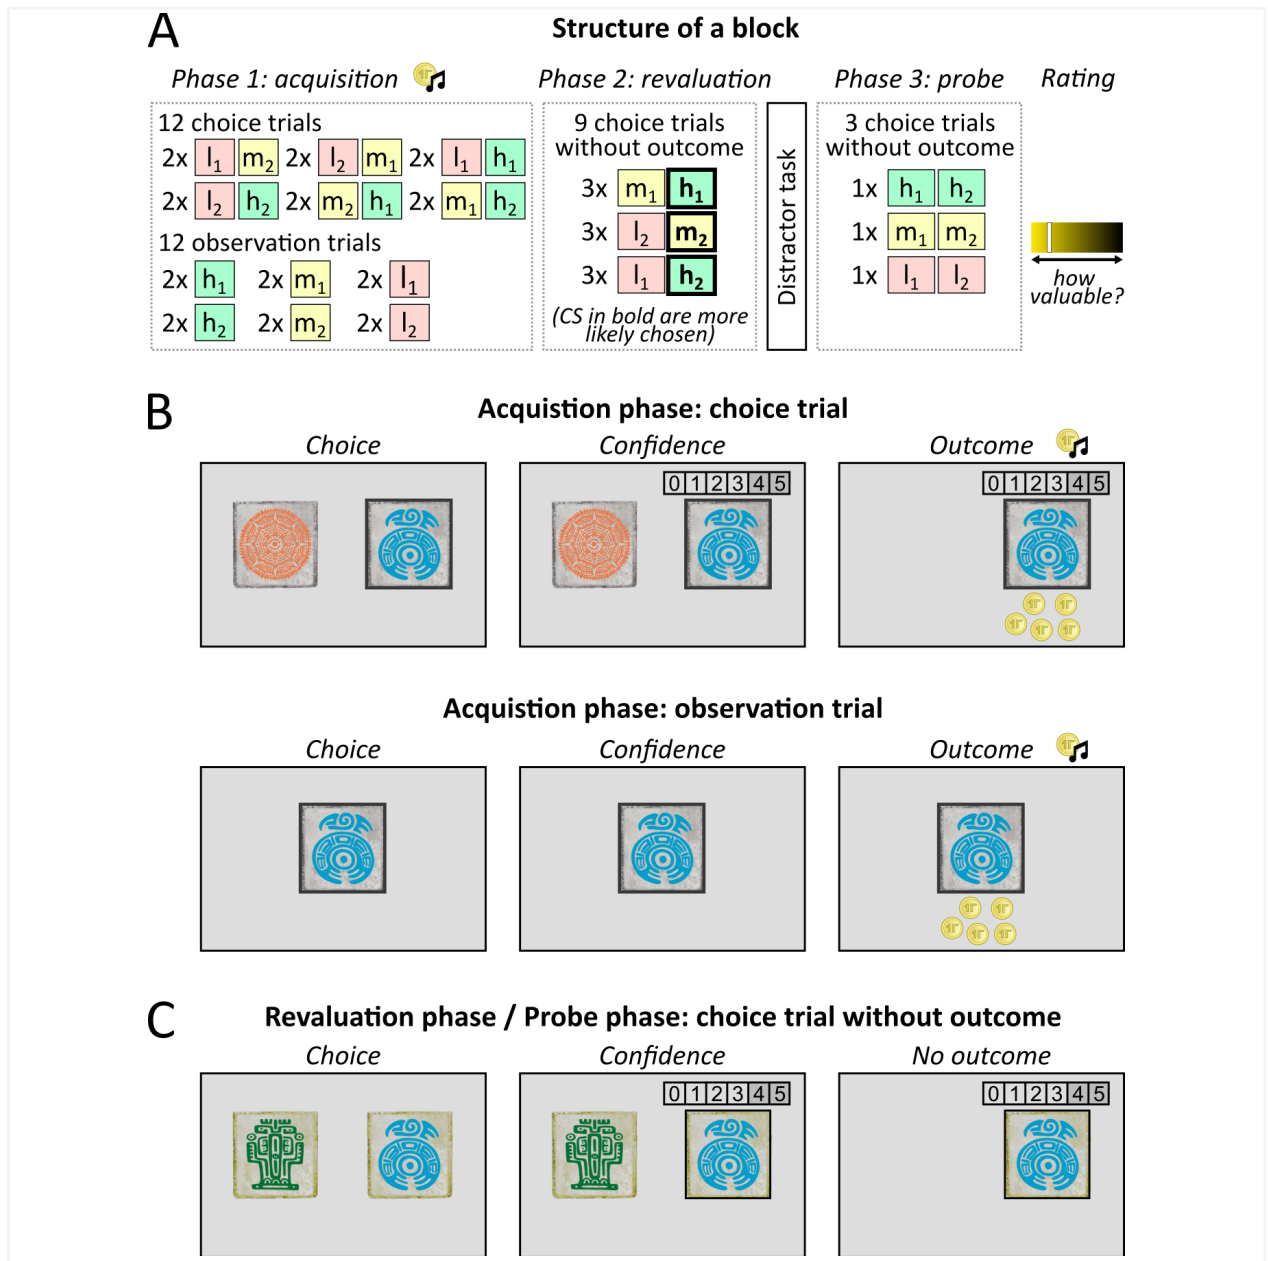 A
Structure of a block
Phase 1: acquisition
Phase 2: revaluation
Phase 3: probe
Rating
12 choice trials
2x l₁ m₂ 2x l₂ m₁ 2x l₁ h₁
2x l₂ h₂ 2x m₂ h₁ 2x m₁ h₂
12 observation trials
2x h₁ 2x m₁ 2x l₁
2x h₂ 2x m₂ 2x l₂
9 choice trials
without outcome
3x m₁ h₁
3x l₂ m₂
3x l₁ h₂
(CS in bold are more
likely chosen)
Distractor task
3 choice trials
without outcome
1x h₁ h₂
1x m₁ m₂
1x l₁ l₂
how
valuable?
B
Acquistion phase: choice trial
Choice
Confidence
Outcome
0 1 2 3 4 5
0 1 2 3 4 5
Acquistion phase: observation trial
Choice
Confidence
Outcome
C
Revaluation phase / Probe phase: choice trial without outcome
Choice
Confidence
No outcome
0 1 2 3 4 5
0 1 2 3 4 5